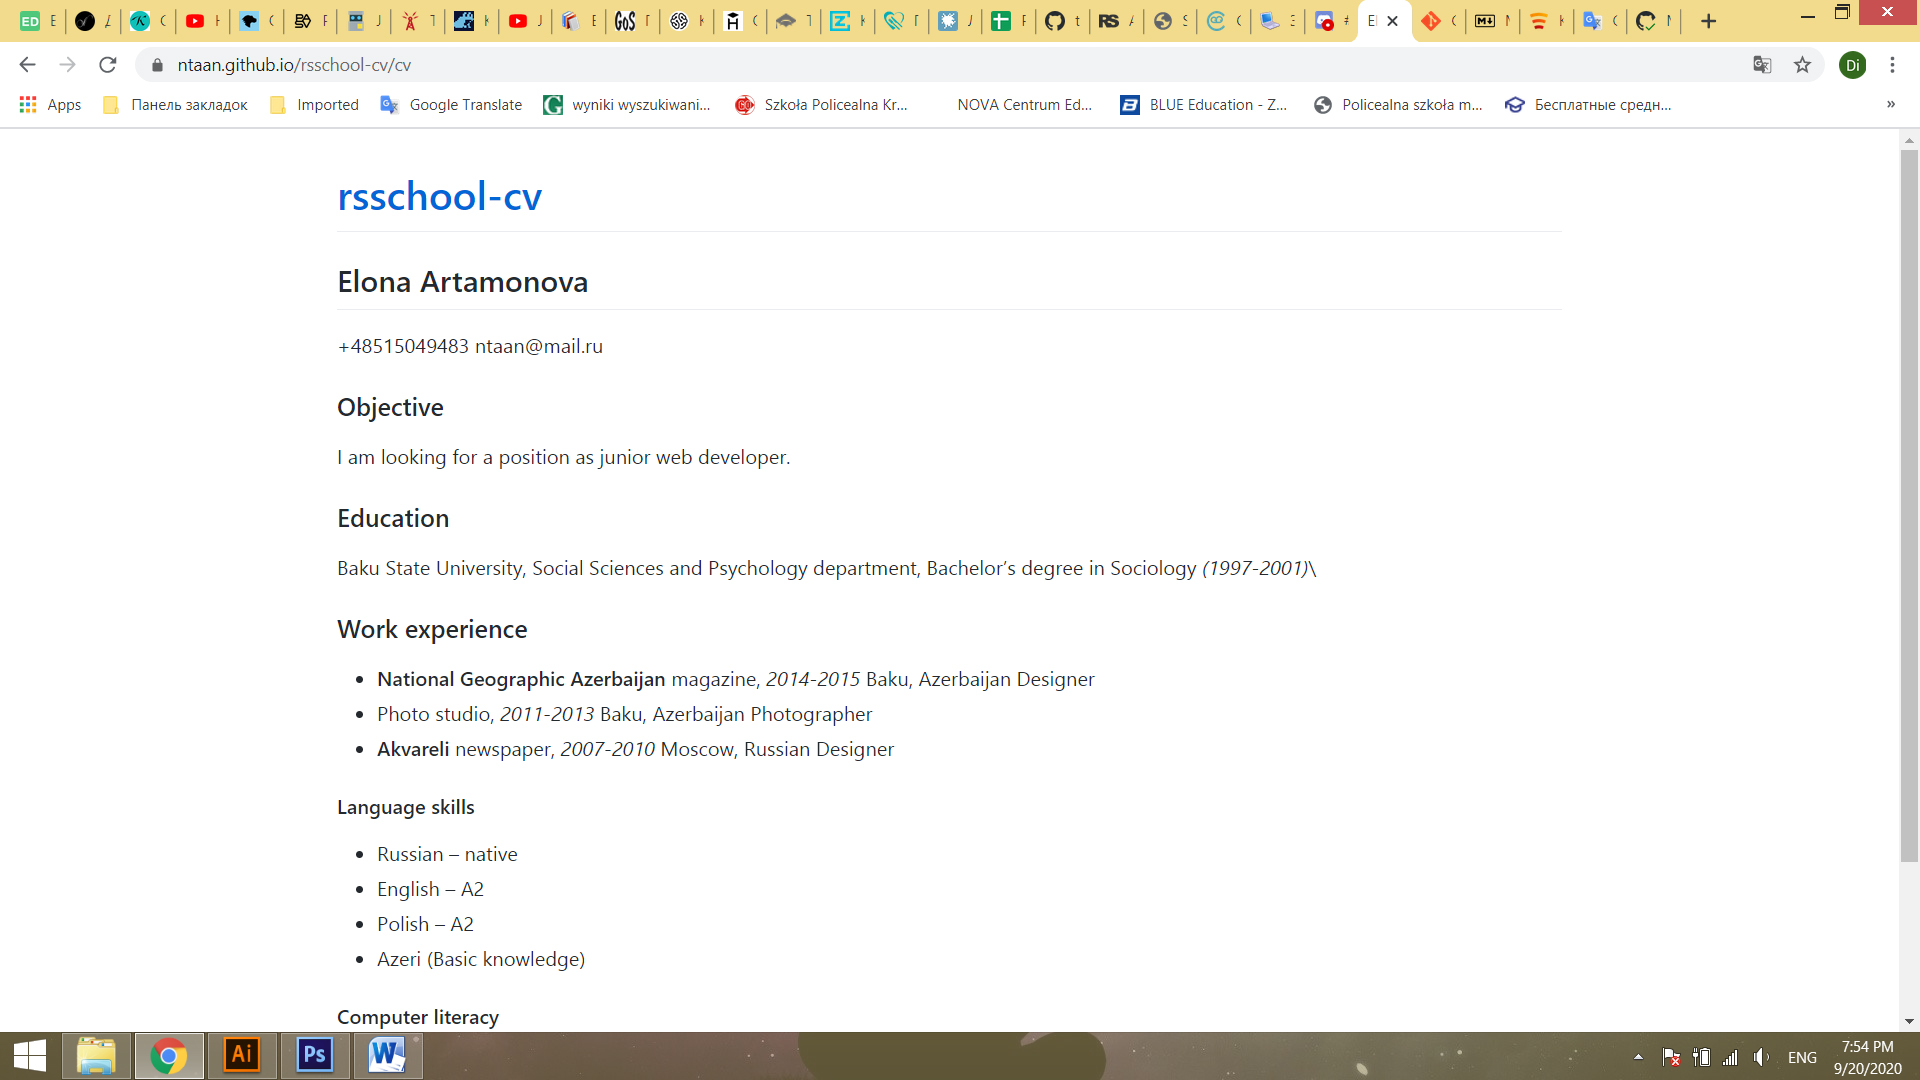 ntaan.github.io/rsschool-cv/cv
Di
Apps Панель закладок Imported Google Translate wyniki wyszukiwani... Szkoła Policealna Kr... NOVA Centrum Ed... BLUE Education - Z... Policealna szkoła m... Бесплатные средн... »
rsschool-cv
Elona Artamonova
+48515049483 ntaan@mail.ru
Objective
I am looking for a position as junior web developer.
Education
Baku State University, Social Sciences and Psychology department, Bachelor’s degree in Sociology (1997-2001)\
Work experience
• National Geographic Azerbaijan magazine, 2014-2015 Baku, Azerbaijan Designer
• Photo studio, 2011-2013 Baku, Azerbaijan Photographer
• Akvareli newspaper, 2007-2010 Moscow, Russian Designer
Language skills
• Russian – native
• English – A2
• Polish – A2
• Azeri (Basic knowledge)
Computer literacy
Ai Ps W ENG 7:54 PM
9/20/2020